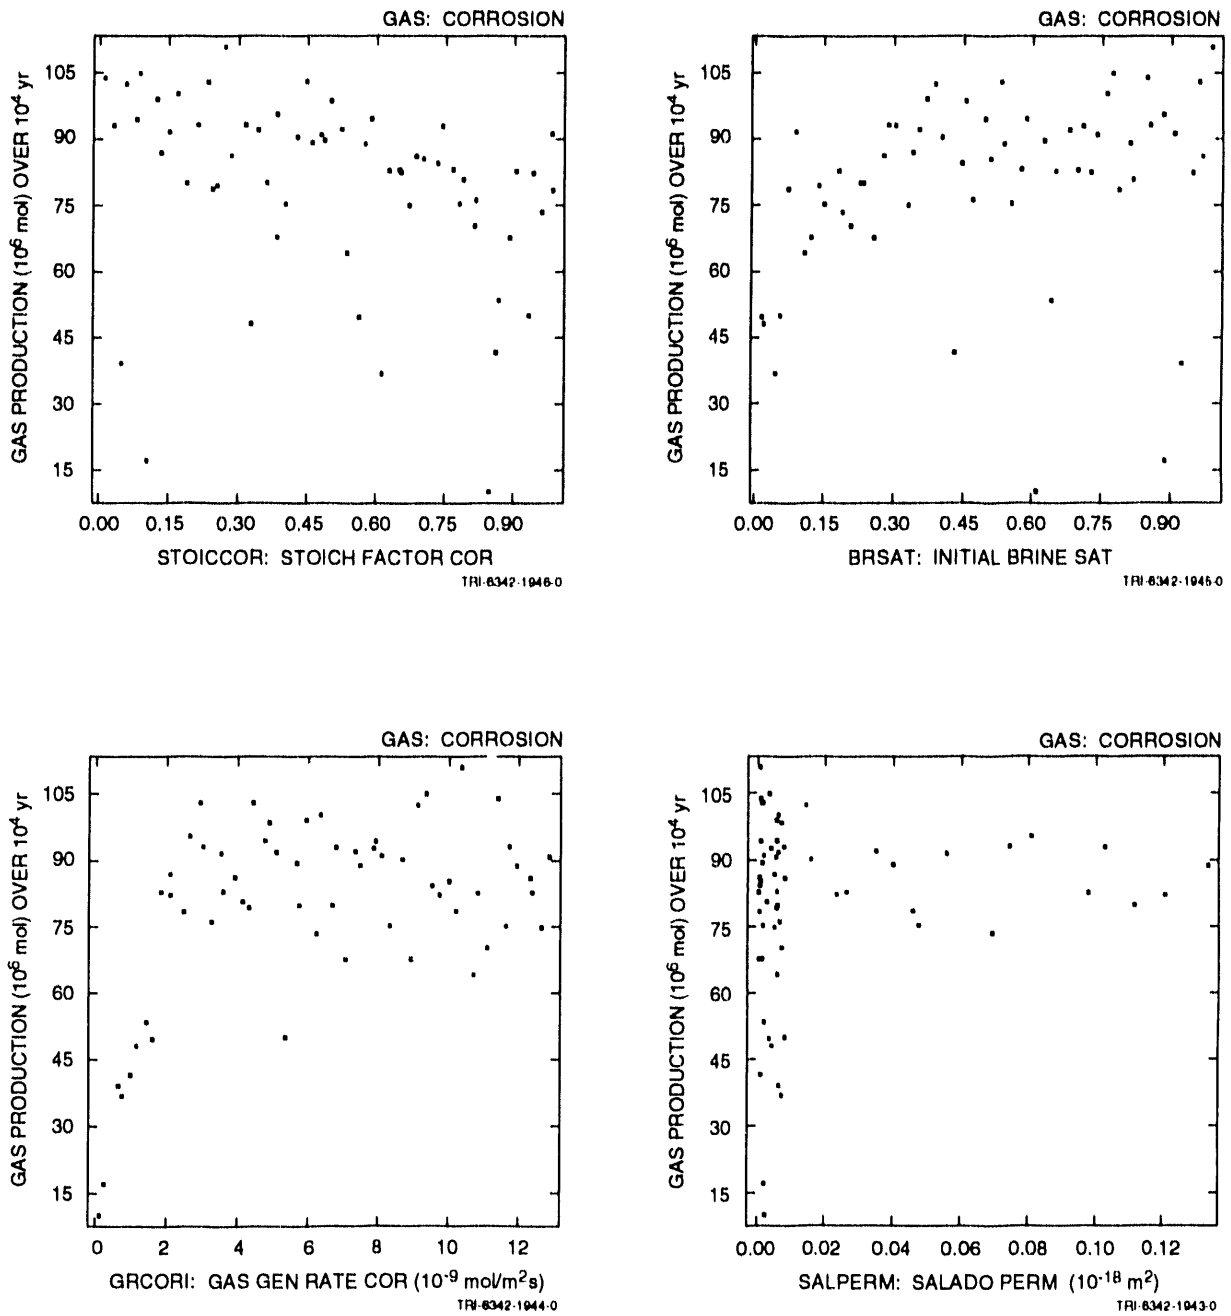 GAS: CORROSION
GAS PRODUCTION (10⁶ mol) OVER 10⁴ yr
105
90
75
60
45
30
15
0.00 0.15 0.30 0.45 0.60 0.75 0.90
STOICCOR: STOICH FACTOR COR
TRI-6342-1946-0
GAS: CORROSION
GAS PRODUCTION (10⁶ mol) OVER 10⁴ yr
105
90
75
60
45
30
15
0.00 0.15 0.30 0.45 0.60 0.75 0.90
BRSAT: INITIAL BRINE SAT
TRI-6342-1945-0
GAS: CORROSION
GAS PRODUCTION (10⁶ mol) OVER 10⁴ yr
105
90
75
60
45
30
15
0 2 4 6 8 10 12
GRCORI: GAS GEN RATE COR (10⁻⁹ mol/m²s)
TRI-6342-1944-0
GAS: CORROSION
GAS PRODUCTION (10⁶ mol) OVER 10⁴ yr
105
90
75
60
45
30
15
0.00 0.02 0.04 0.06 0.08 0.10 0.12
SALPERM: SALADO PERM (10⁻¹⁸ m²)
TRI-6342-1943-0